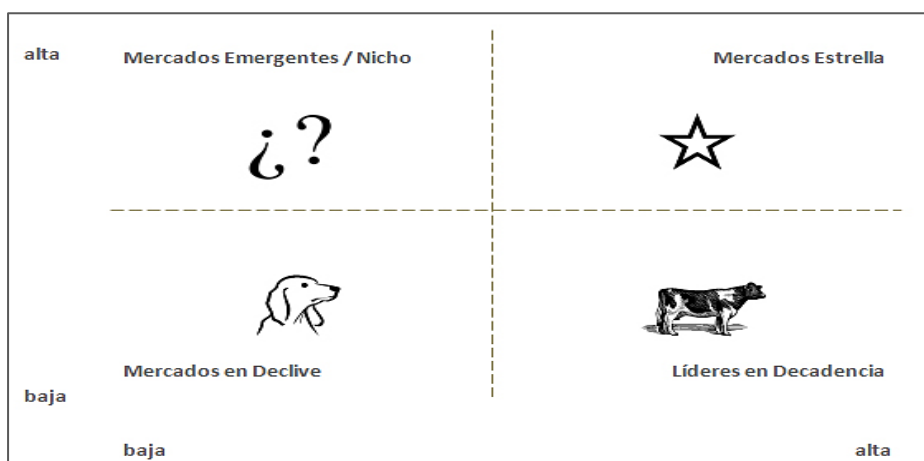 alta
Mercados Emergentes / Nicho
Mercados Estrella
¿?
Mercados en Declive
Líderes en Decadencia
baja
baja
alta